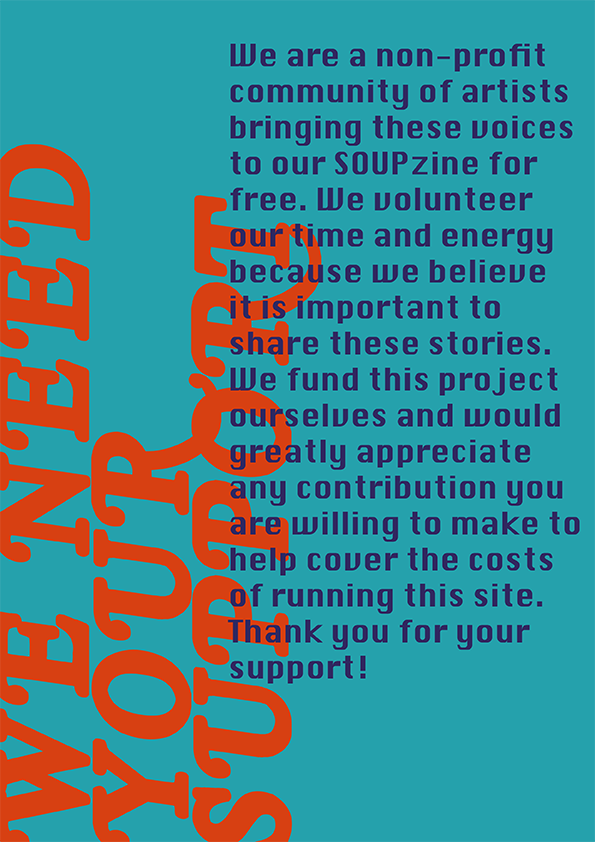 WE NEED
YOUR
SUPPORT
We are a non-profit
community of artists
bringing these voices
to our SOUPzine for
free. We volunteer
our time and energy
because we believe
it is important to
share these stories.
We fund this project
ourselves and would
greatly appreciate
any contribution you
are willing to make to
help cover the costs
of running this site.
Thank you for your
support!